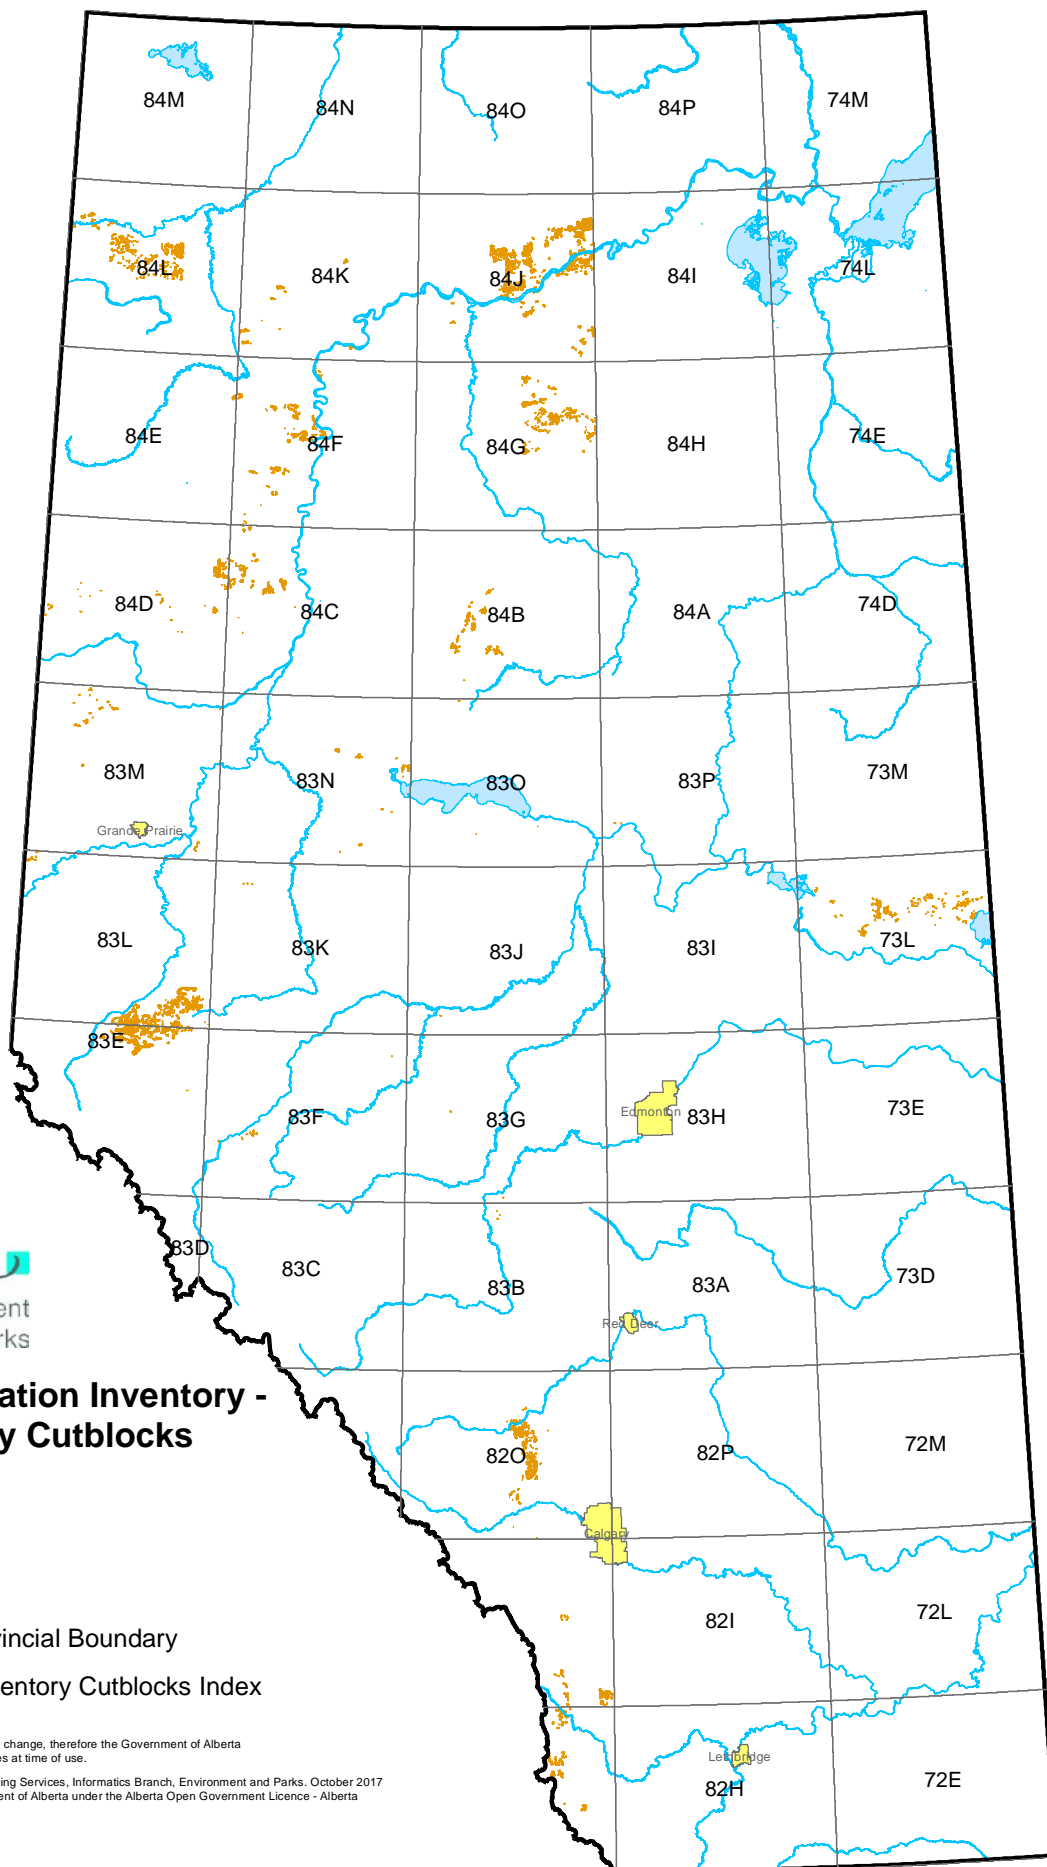 84M
84N
84O
84P
74M
84L
84K
84J
84I
74L
84E
84F
84G
84H
74E
84D
84C
84B
84A
74D
83M
83N
83O
83P
73M
Grande Prairie
83L
83K
83J
83I
73L
83E
83F
83G
Edmonton
83H
73E
83D
83C
83B
83A
73D
Red Deer
ent
rks
ation Inventory -
y Cutblocks
82O
82P
72M
Calgary
82I
72L
vincial Boundary
entory Cutblocks Index
change, therefore the Government of Alberta
es at time of use.
ing Services, Informatics Branch, Environment and Parks. October 2017
ent of Alberta under the Alberta Open Government Licence - Alberta
Lethbridge
82H
72E